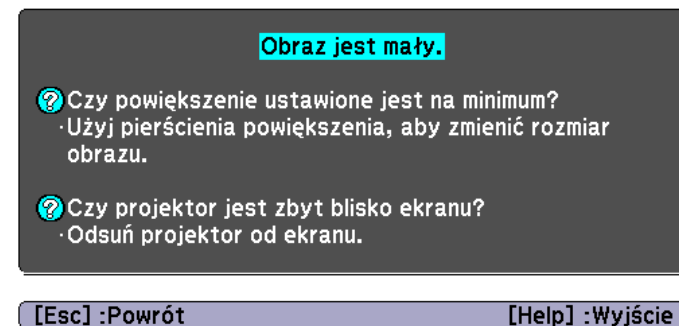 Obraz jest mały.
Czy powiększenie ustawione jest na minimum?
·Użyj pierścienia powiększenia, aby zmienić rozmiar
obrazu.
Czy projektor jest zbyt blisko ekranu?
·Odsuń projektor od ekranu.
[Esc] :Powrót [Help] :Wyjście